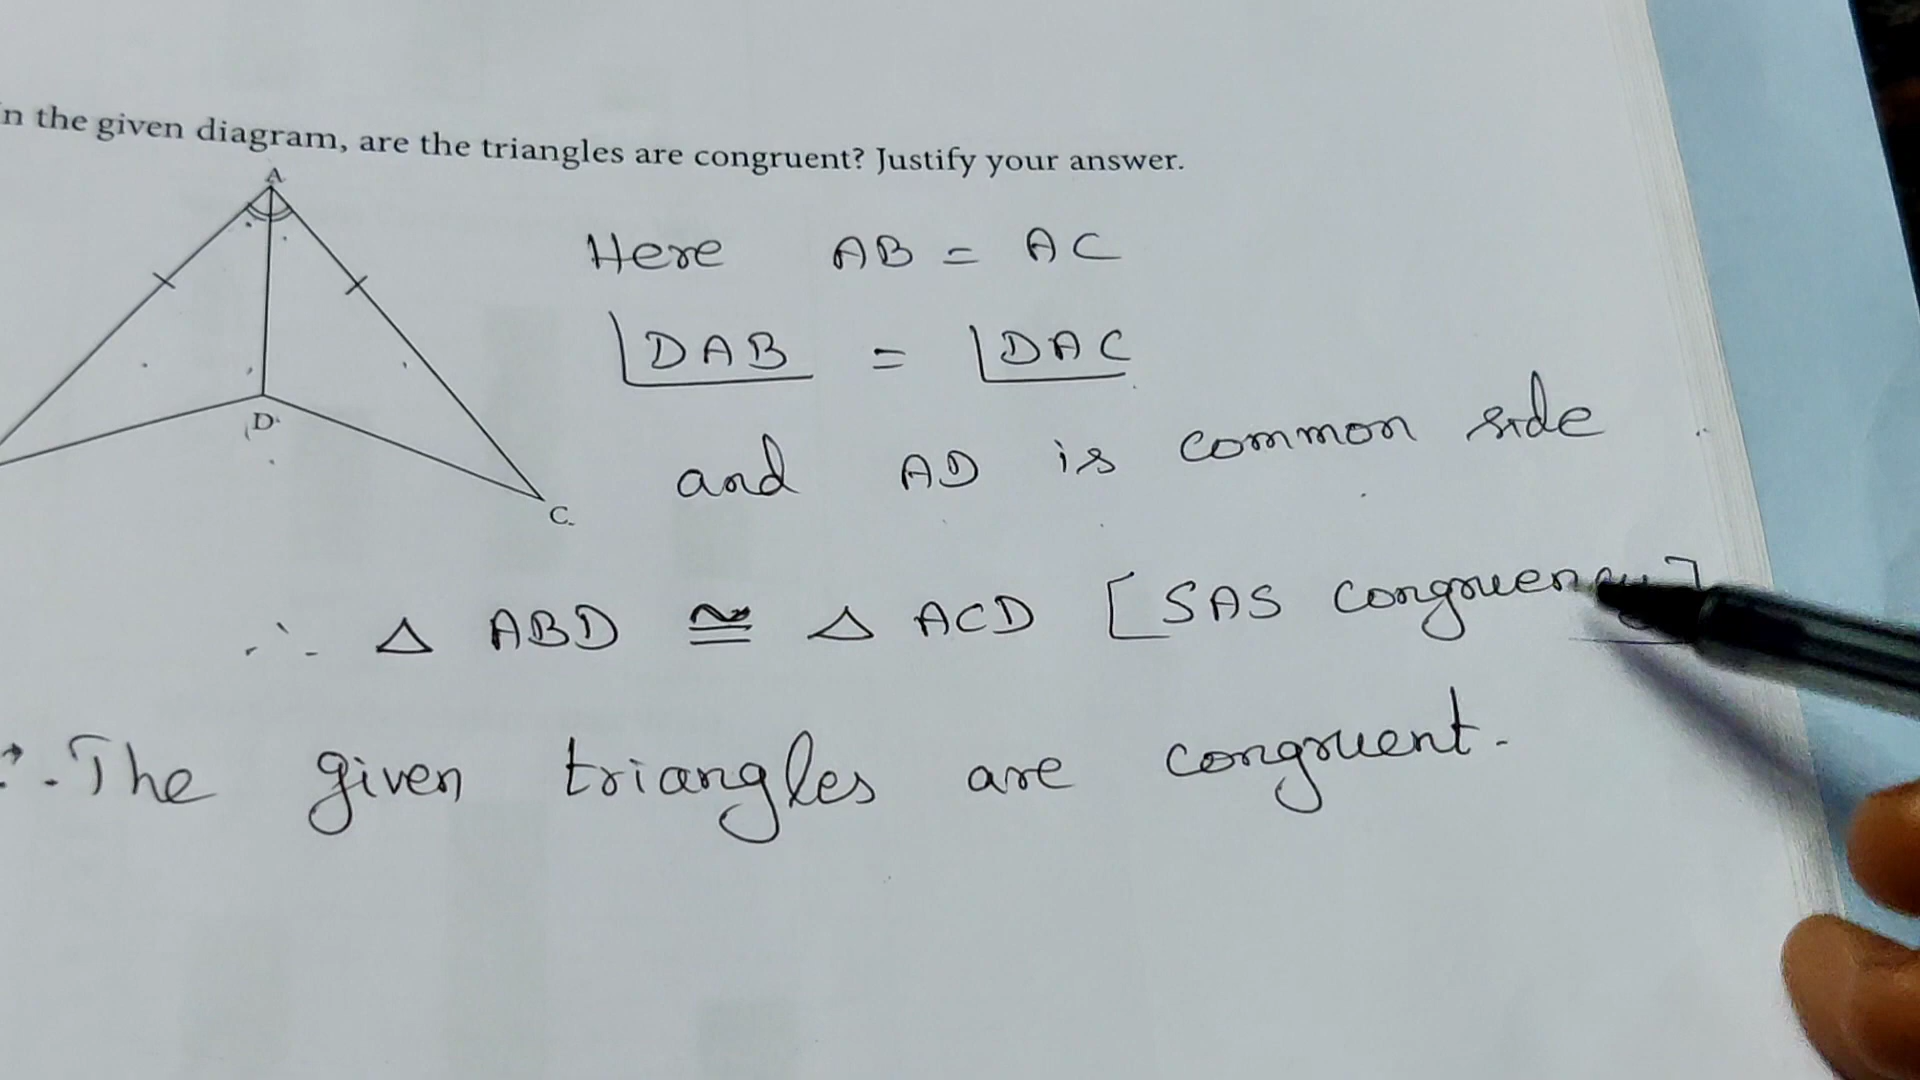 n the given diagram, are the triangles are congruent? Justify your answer.
A
D
C
Here AB = AC
∠DAB = ∠DAC
and AD is common side
∴ △ ABD ≅ △ ACD [SAS congruency]
∴ The given triangles are congruent.